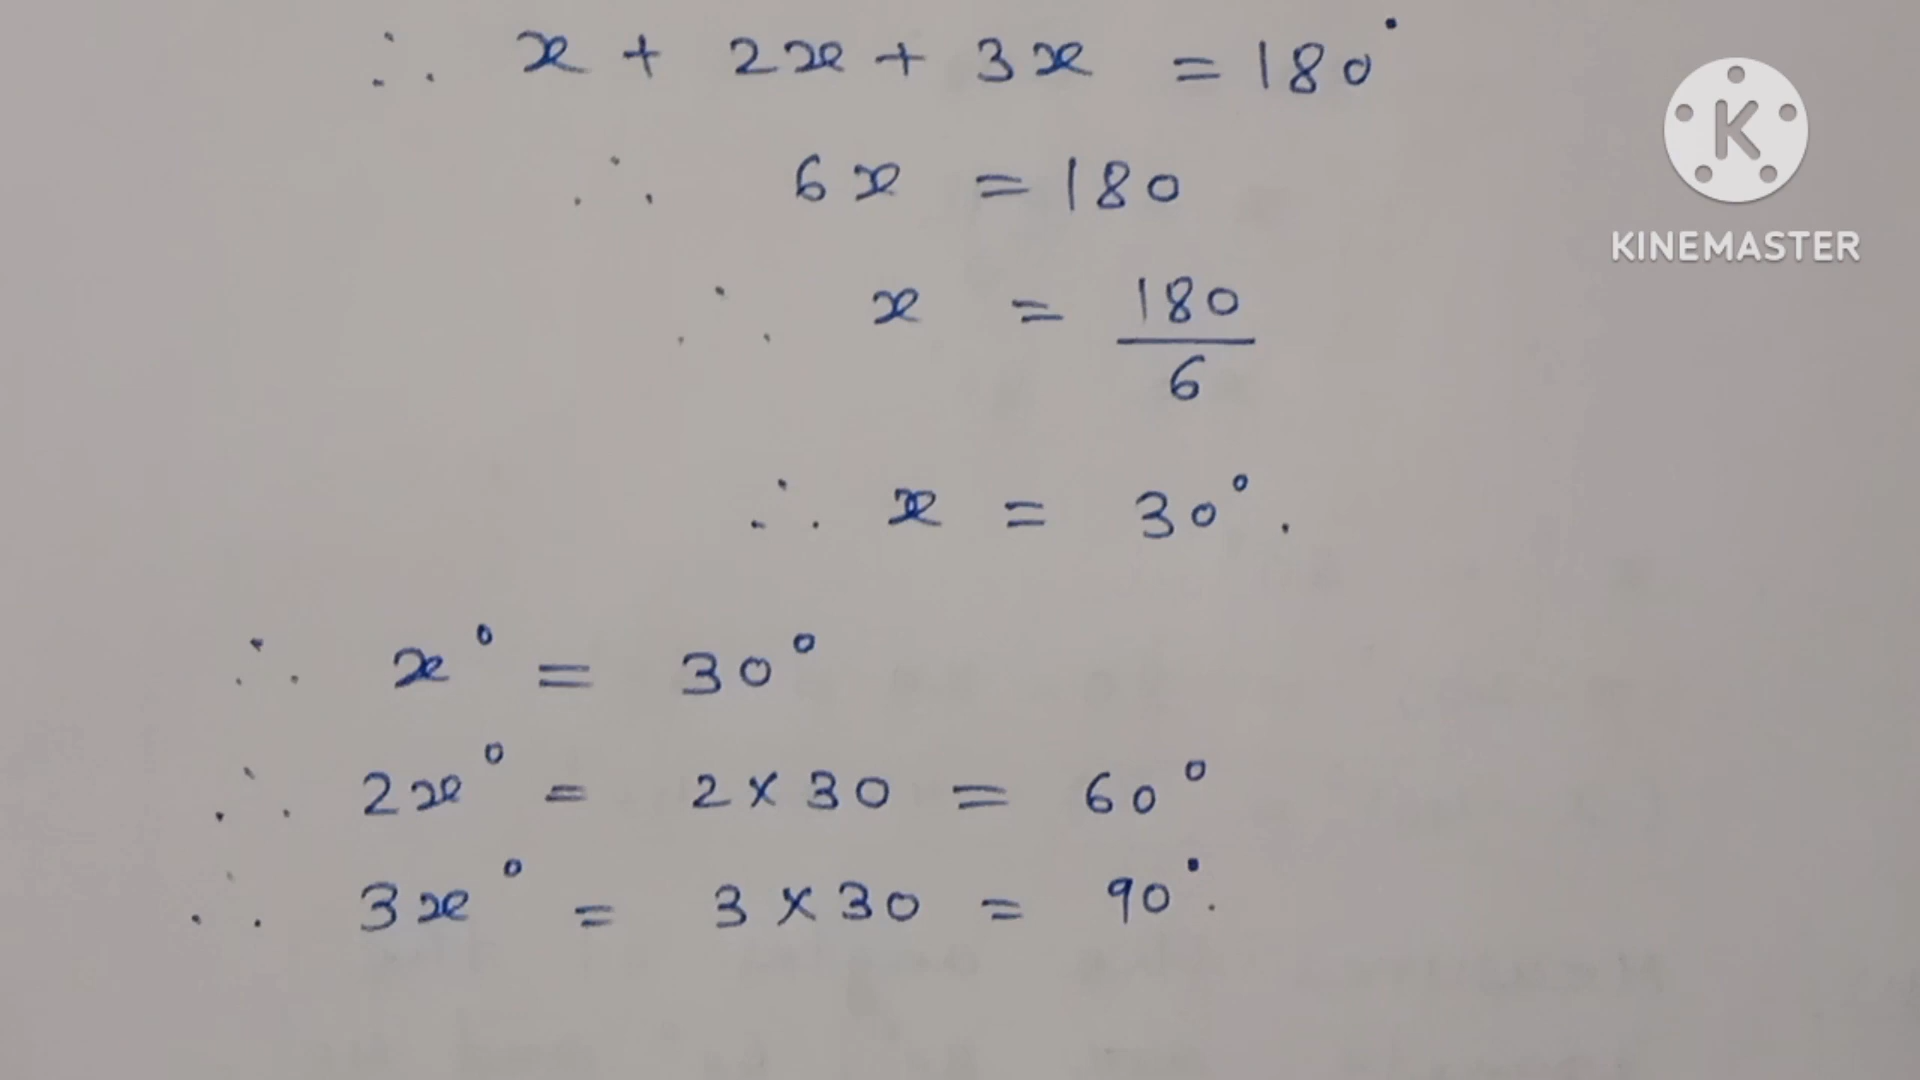 ∴ x + 2x + 3x = 180°
K
KINEMASTER
∴ 6x = 180
∴ x = 180/6
∴ x = 30°.
∴ x° = 30°
∴ 2x° = 2 × 30 = 60°
∴ 3x° = 3 × 30 = 90°.